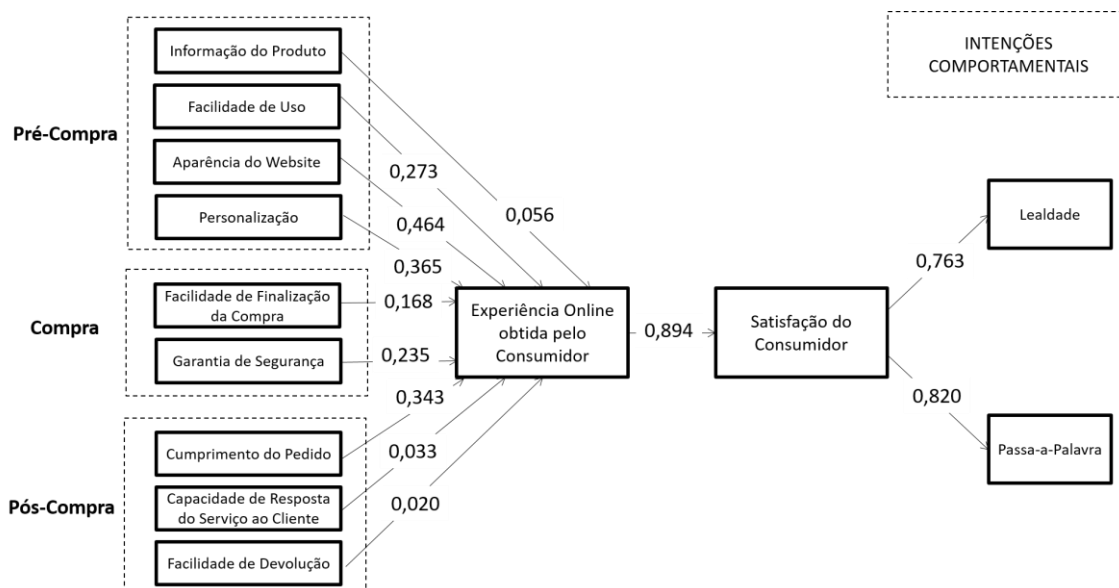 Pré-Compra
Informação do Produto
Facilidade de Uso
Aparência do Website
Personalização
Compra
Facilidade de Finalização
da Compra
Garantia de Segurança
Pós-Compra
Cumprimento do Pedido
Capacidade de Resposta
do Serviço ao Cliente
Facilidade de Devolução
0,056
0,273
0,464
0,365
0,168
0,235
0,343
0,033
0,020
Experiência Online
obtida pelo
Consumidor
0,894
Satisfação do
Consumidor
0,763
0,820
INTENÇÕES
COMPORTAMENTAIS
Lealdade
Passa-a-Palavra